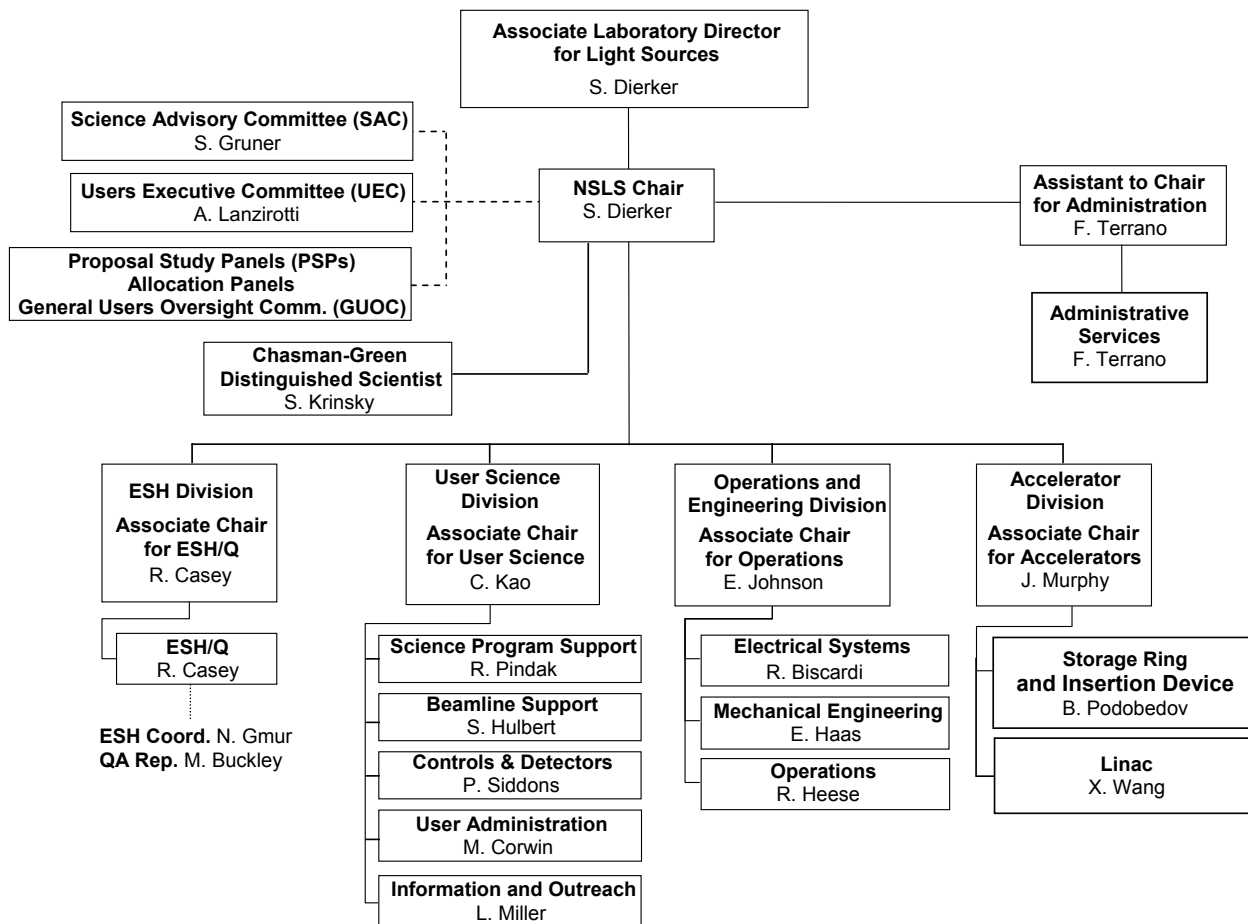 Associate Laboratory Director
for Light Sources
S. Dierker
Science Advisory Committee (SAC)
S. Gruner
Users Executive Committee (UEC)
A. Lanzirotti
Proposal Study Panels (PSPs)
Allocation Panels
General Users Oversight Comm. (GUOC)
NSLS Chair
S. Dierker
Assistant to Chair
for Administration
F. Terrano
Administrative
Services
F. Terrano
Chasman-Green
Distinguished Scientist
S. Krinsky
ESH Division
Associate Chair
for ESH/Q
R. Casey
ESH/Q
R. Casey
ESH Coord. N. Gmur
QA Rep. M. Buckley
User Science
Division
Associate Chair
for User Science
C. Kao
Science Program Support
R. Pindak
Beamline Support
S. Hulbert
Controls & Detectors
P. Siddons
User Administration
M. Corwin
Information and Outreach
L. Miller
Operations and
Engineering Division
Associate Chair
for Operations
E. Johnson
Electrical Systems
R. Biscardi
Mechanical Engineering
E. Haas
Operations
R. Heese
Accelerator
Division
Associate Chair
for Accelerators
J. Murphy
Storage Ring
and Insertion Device
B. Podobedov
Linac
X. Wang